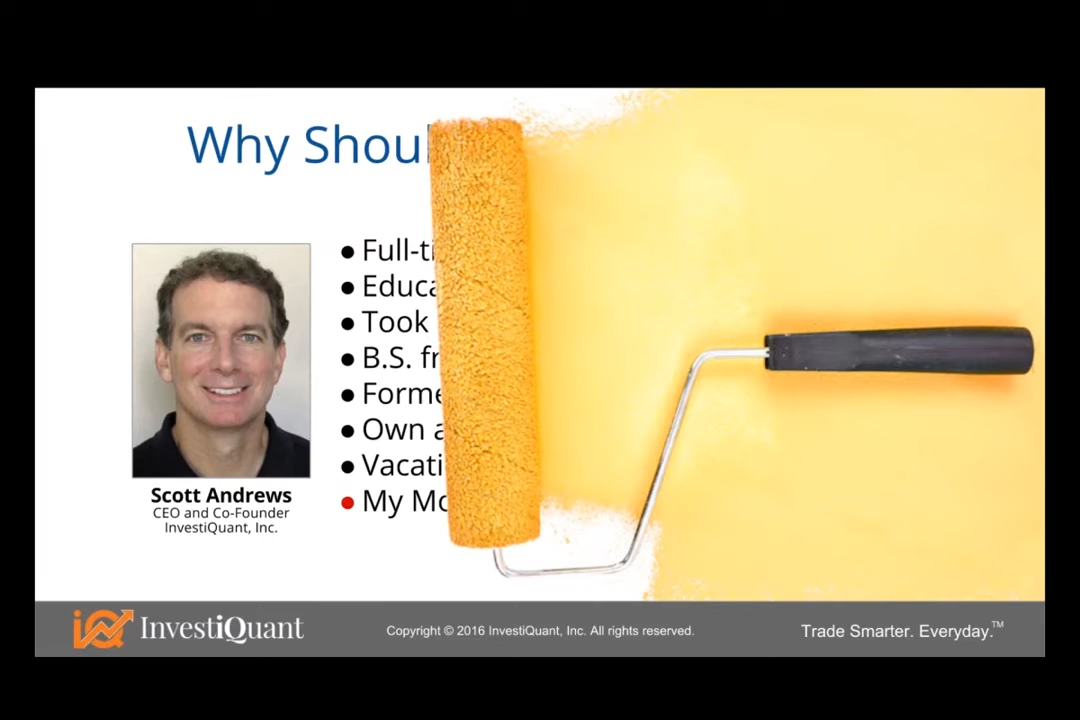 Why Shoul
● Full-ti
● Educa
● Took
● B.S. fr
● Forme
● Own a
● Vacati
● My Mo
Scott Andrews
CEO and Co-Founder
InvestiQuant, Inc.
iQ InvestiQuant
Copyright © 2016 InvestiQuant, Inc. All rights reserved.
Trade Smarter. Everyday.™